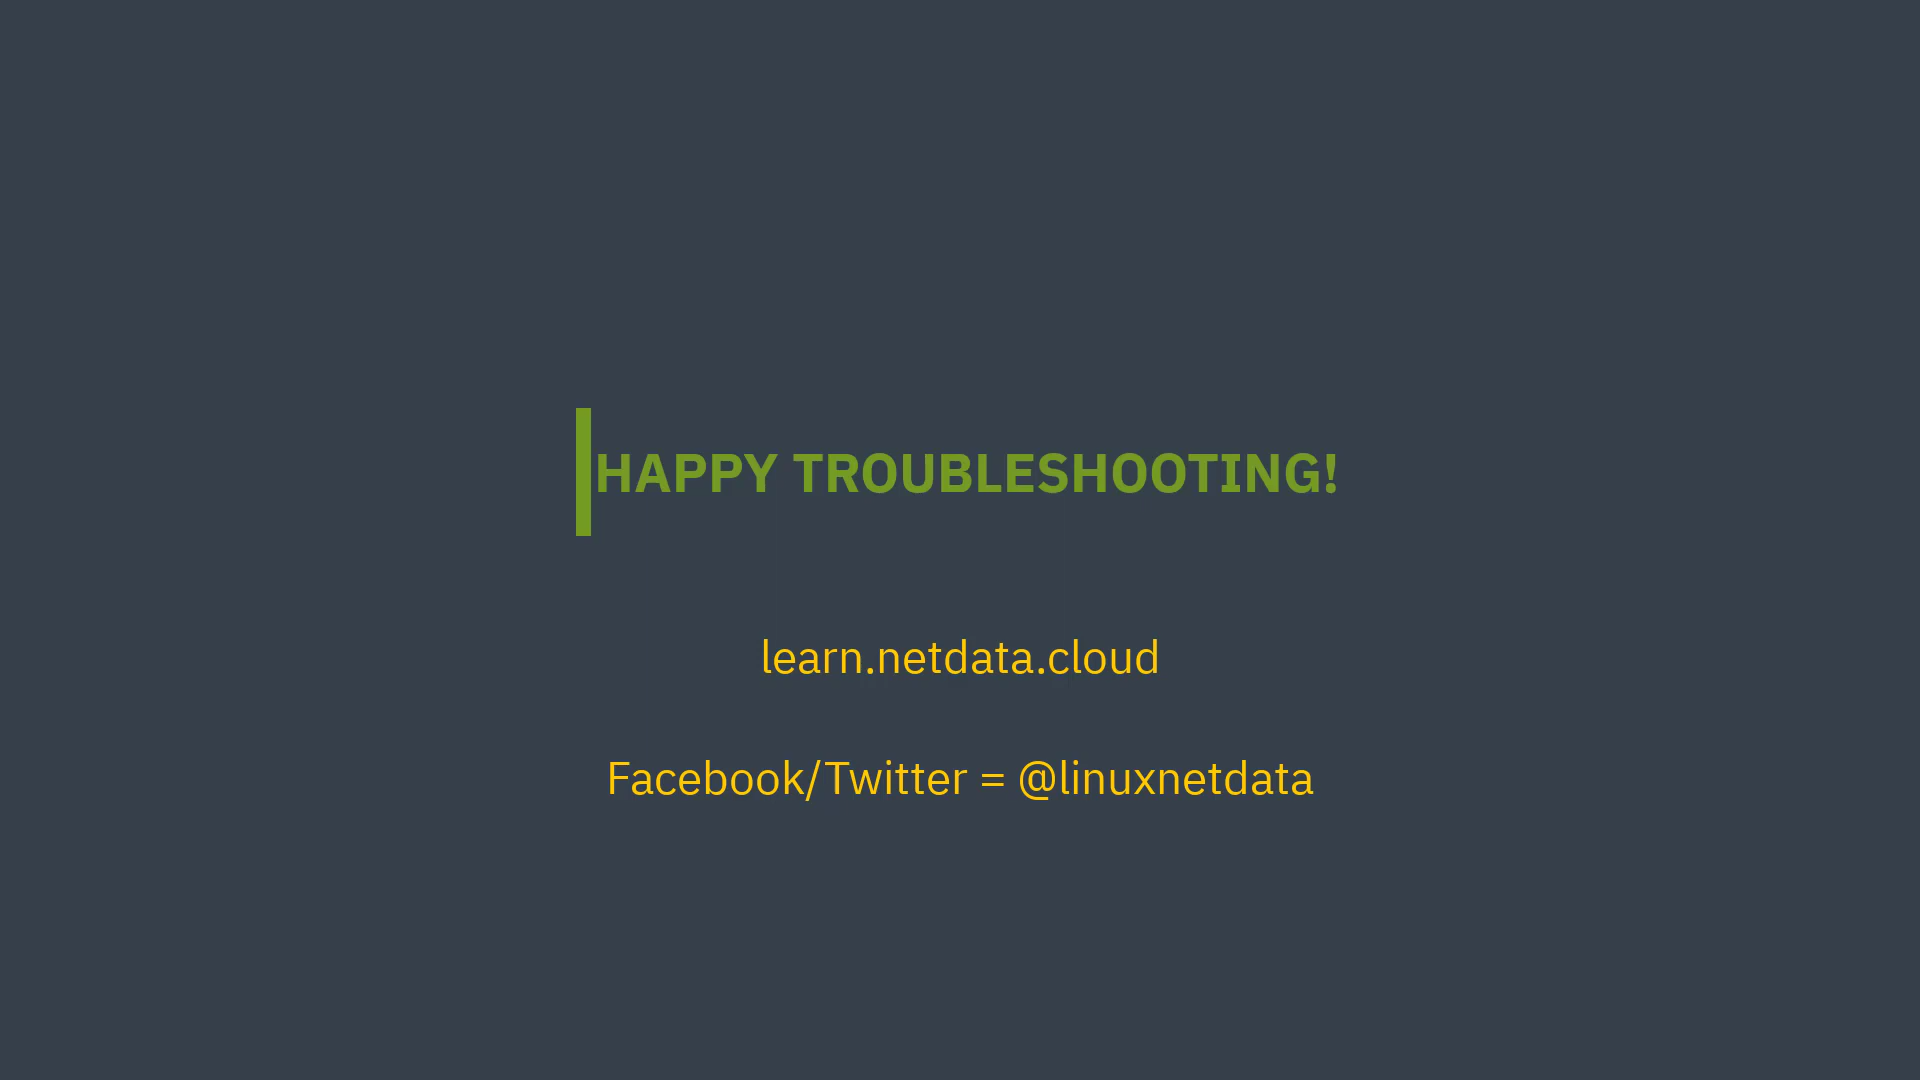 HAPPY TROUBLESHOOTING!
learn.netdata.cloud
Facebook/Twitter = @linuxnetdata